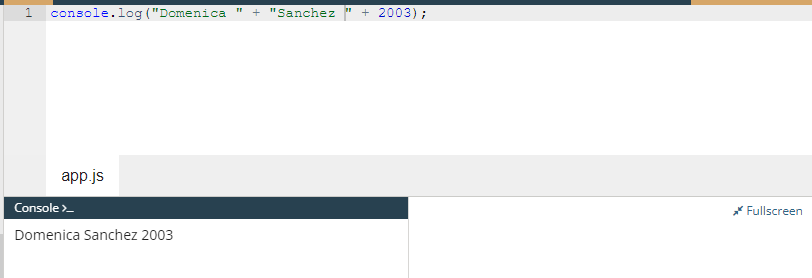 1 console.log("Domenica " + "Sanchez " + 2003);
app.js
Console >_
Fullscreen
Domenica Sanchez 2003